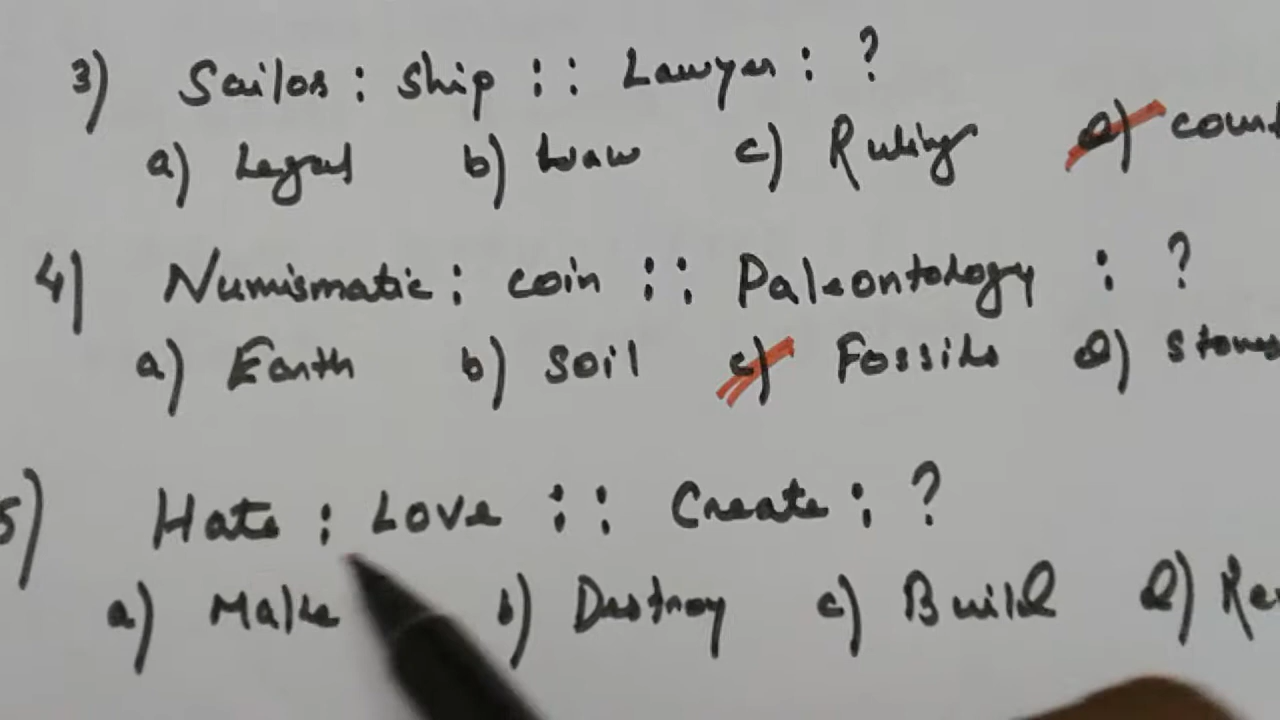 3) Sailor : Ship :: Lawyer : ?
a) Legal b) Law c) Ruling d)
4) Numismatic : coin :: Paleontology : ?
a) Earth b) Soil c) Fossils d) stones
5) Hate : Love :: Create : ?
a) Make b) Destroy c) Build d)